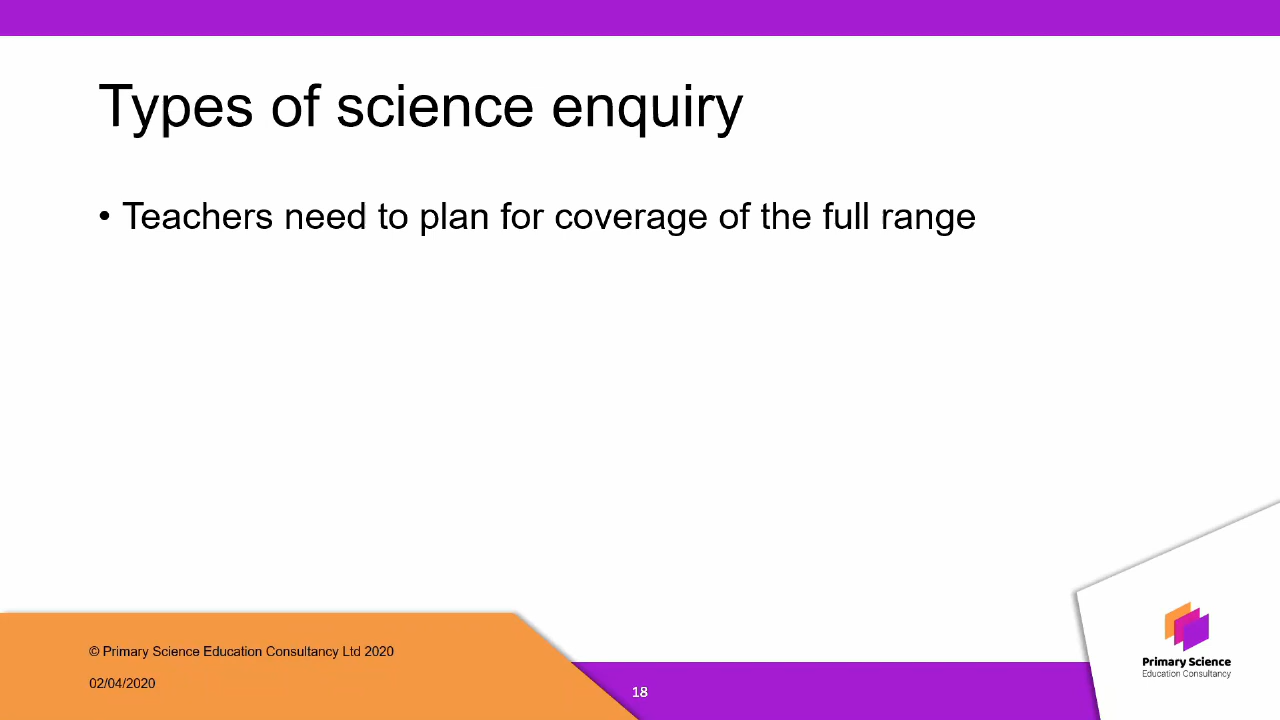 Types of science enquiry
• Teachers need to plan for coverage of the full range
© Primary Science Education Consultancy Ltd 2020
02/04/2020
18
Primary Science
Education Consultancy